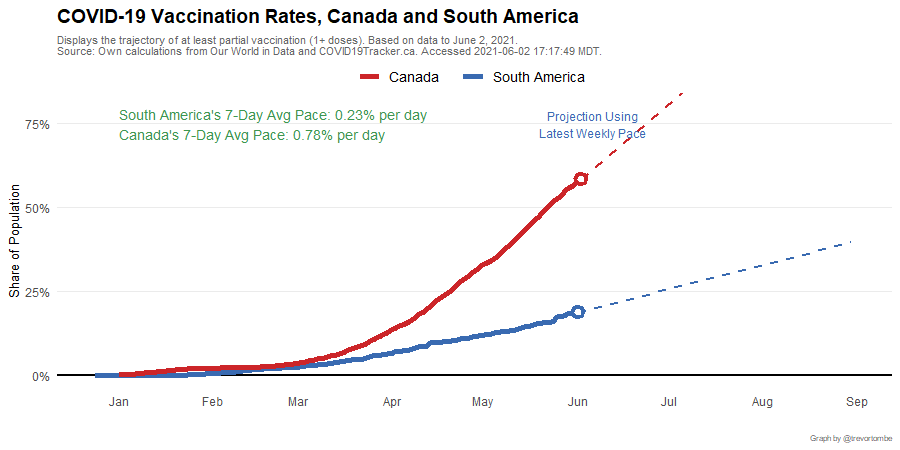 COVID-19 Vaccination Rates, Canada and South America
Displays the trajectory of at least partial vaccination (1+ doses). Based on data to June 2, 2021.
Source: Own calculations from Our World in Data and COVID19Tracker.ca. Accessed 2021-06-02 17:17:49 MDT.
Canada South America
South America's 7-Day Avg Pace: 0.23% per day
Canada's 7-Day Avg Pace: 0.78% per day
Projection Using
Latest Weekly Pace
Share of Population
75%
50%
25%
0%
Jan Feb Mar Apr May Jun Jul Aug Sep
Graph by @trevortombe